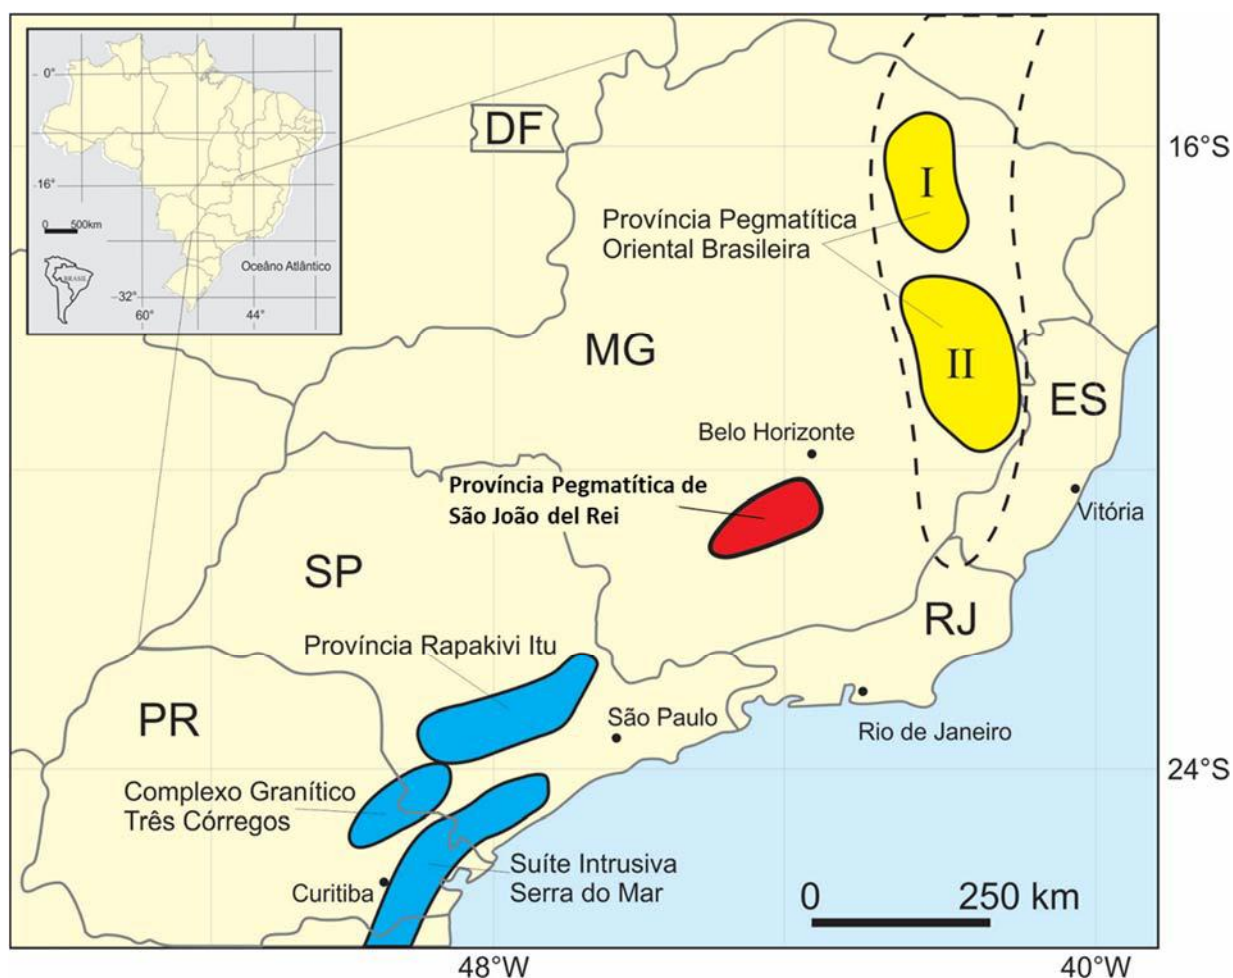 0°
16°
32°
60°
44°
0 500km
BRASIL
Oceâno Atlântico
DF
16°S
I
Província Pegmatítica
Oriental Brasileira
MG
II
ES
Belo Horizonte
Província Pegmatítica de
São João del Rei
Vitória
SP
RJ
Província Rapakivi Itu
PR
São Paulo
Rio de Janeiro
24°S
Complexo Granítico
Três Córregos
Suíte Intrusiva
Serra do Mar
Curitiba
0 250 km
48°W
40°W